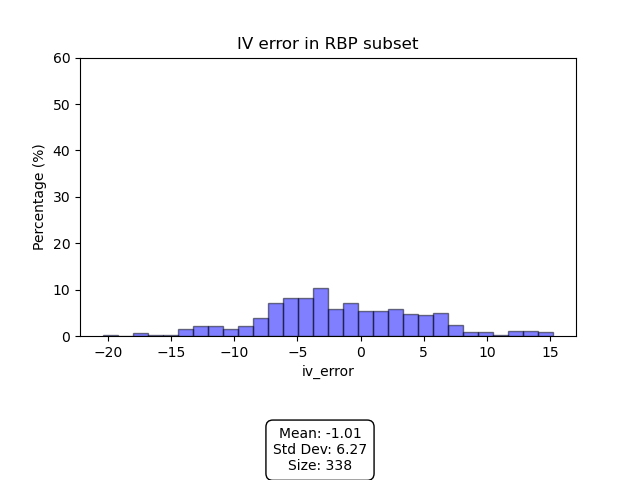 IV error in RBP subset
60
50
40
30
20
10
0
Percentage (%)
−20
−15
−10
−5
0
5
10
15
iv_error
Mean: -1.01
Std Dev: 6.27
Size: 338